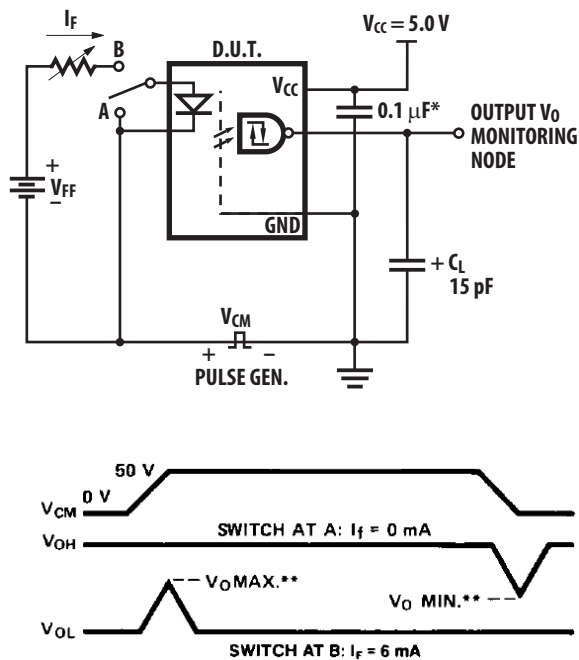 IF
B
A
+
VFF
–
D.U.T.
VCC
GND
VCC = 5.0 V
0.1 µF*
OUTPUT VO
MONITORING
NODE
+ CL
15 pF
VCM
+ –
PULSE GEN.
50 V
0 V
VCM
SWITCH AT A: If = 0 mA
VOH
VO MAX.**
VO MIN.**
VOL
SWITCH AT B: IF = 6 mA